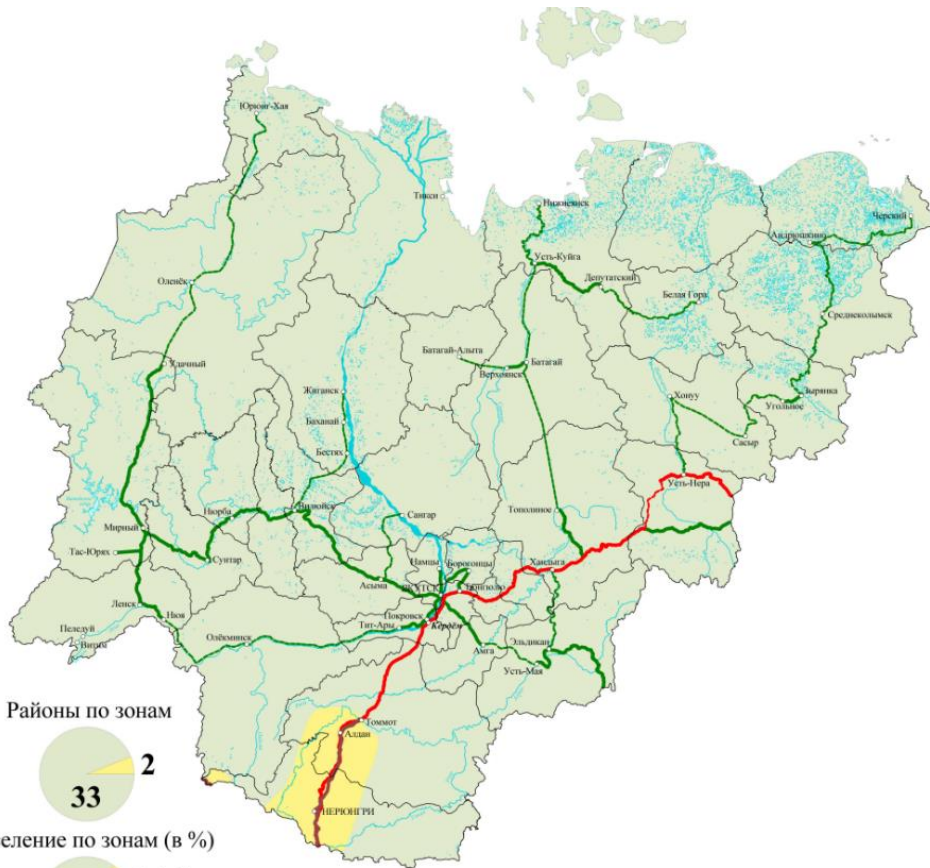 Юрюнг-Хая
Тикси
Нижнеянск
Черский
Андрюшкино
Усть-Куйга
Депутатский
Оленёк
Белая Гора
Среднеколымск
Удачный
Батагай-Алыта
Батагай
Верхоянск
Жиганск
Хонуу
Зырянка
Угольное
Баханай
Сасыр
Бестях
Усть-Нера
Вилюйск
Тополиное
Нюрба
Сангар
Мирный
Тас-Юрях
Сунтар
Намцы
Борогонцы
Хандыга
Асыма
ЯКУТСК
Ленск
Нюя
Покровск
Тит-Ары
Кердём
Пеледуй
Витим
Олёкминск
Амга
Эльдикан
Усть-Мая
Районы по зонам
Томмот
Алдан
2
33
НЕРЮНГРИ
еление по зонам (в %)